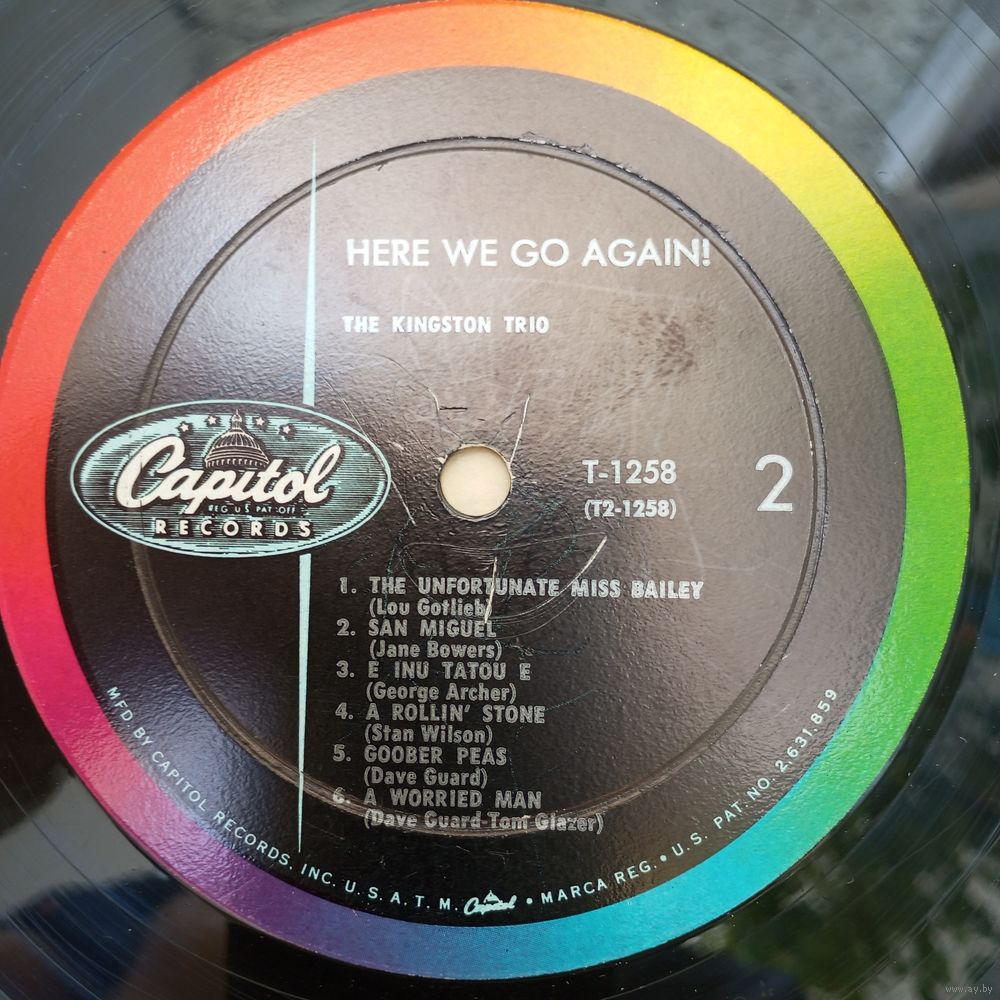 HERE WE GO AGAIN!
THE KINGSTON TRIO
Capitol
REG. U.S. PAT. OFF.
RECORDS
T-1258
(T2-1258)
2
1. THE UNFORTUNATE MISS BAILEY
(Lou Gotlieb)
2. SAN MIGUEL
(Jane Bowers)
3. E INU TATOU E
(George Archer)
4. A ROLLIN' STONE
(Stan Wilson)
5. GOOBER PEAS
(Dave Guard)
6. A WORRIED MAN
(Dave Guard-Tom Glazer)
MFD BY CAPITOL RECORDS, INC. U.S.A. T.M. Capitol • MARCA REG. • U.S. PAT. NO. 2,631,859
www.ay.by